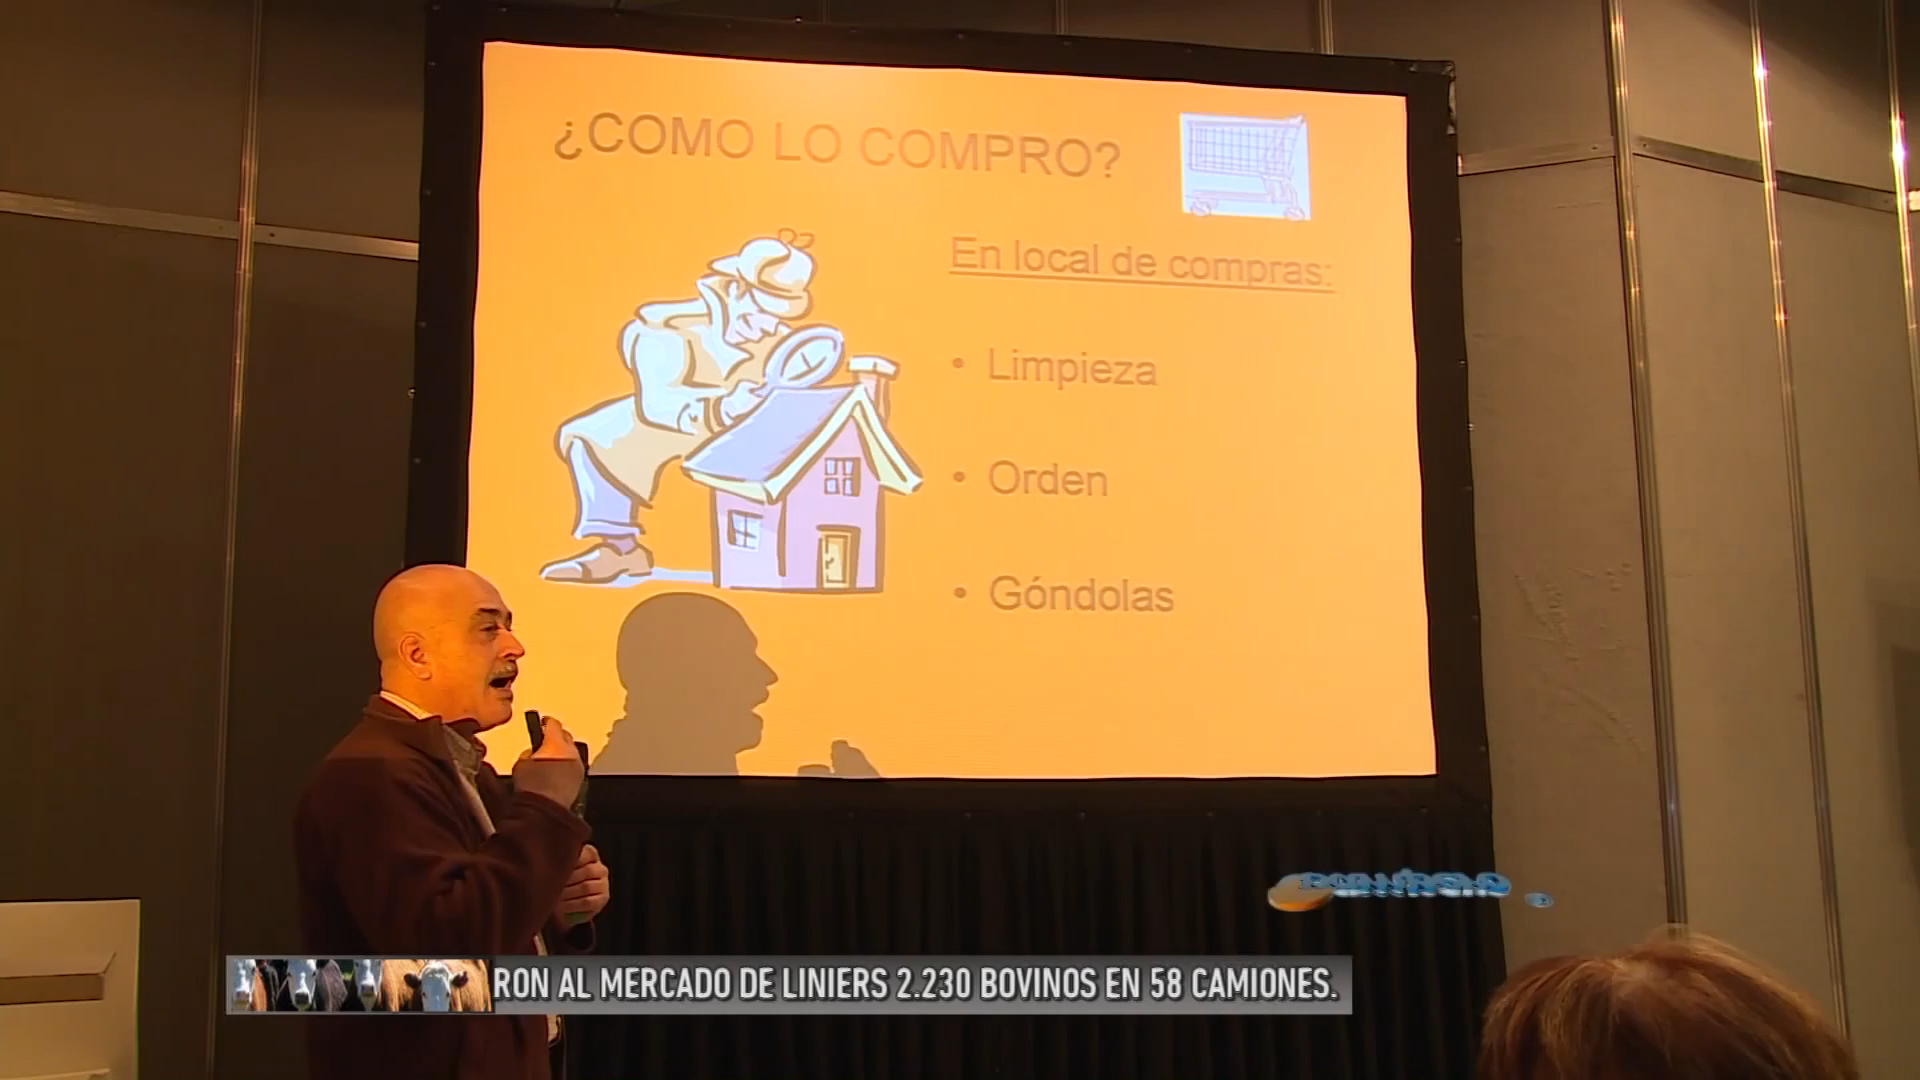 ¿COMO LO COMPRO?
En local de compras:
• Limpieza
• Orden
• Góndolas
RON AL MERCADO DE LINIERS 2.230 BOVINOS EN 58 CAMIONES.